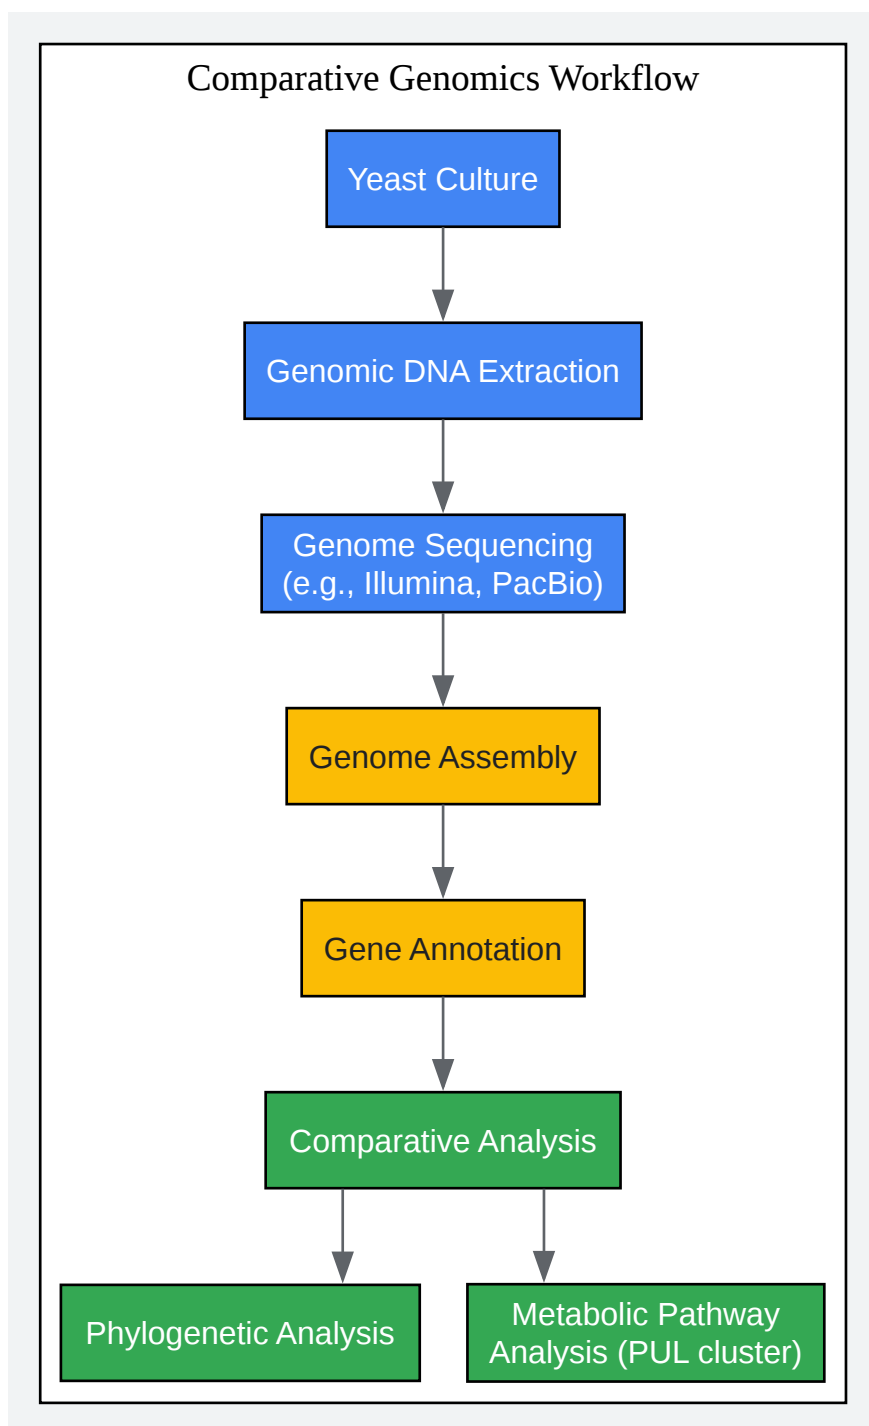 Comparative Genomics Workflow
Yeast Culture
Genomic DNA Extraction
Genome Sequencing
(e.g., Illumina, PacBio)
Genome Assembly
Gene Annotation
Comparative Analysis
Phylogenetic Analysis
Metabolic Pathway
Analysis (PUL cluster)